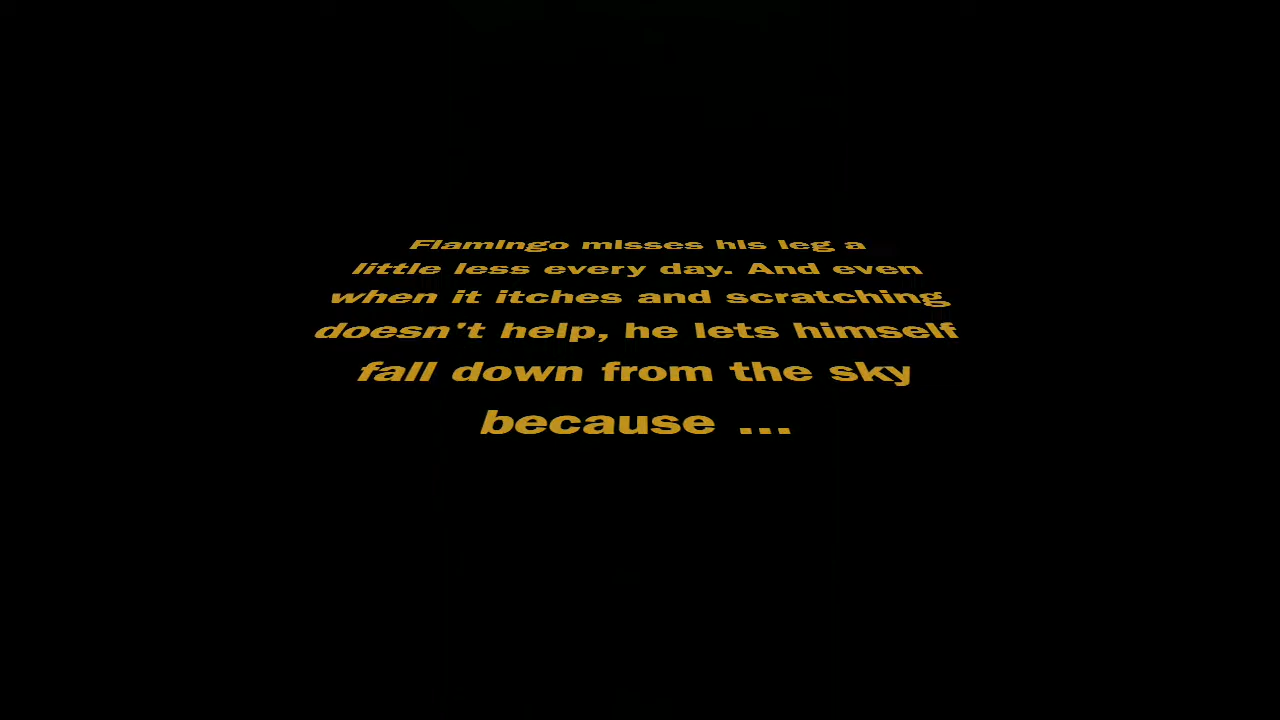 Flamingo misses his leg a
little less every day. And even
when it itches and scratching
doesn't help, he lets himself
fall down from the sky
because ...